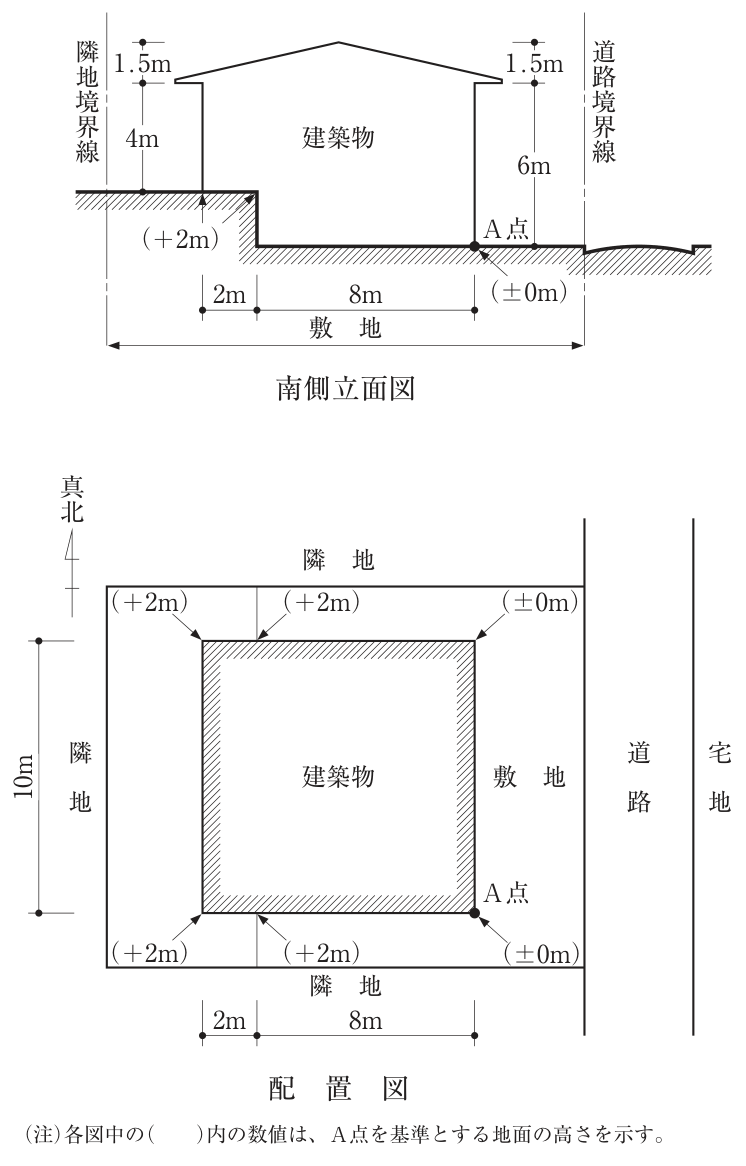 隣地境界線
道路境界線
1.5m
1.5m
4m
建築物
6m
(+2m)
A点
(±0m)
2m
8m
敷 地
南側立面図
真北
隣 地
(+2m)
(+2m)
(±0m)
10m
隣地
建築物
敷 地
道路
宅地
A点
(+2m)
(+2m)
(±0m)
隣 地
2m
8m
配 置 図
(注)各図中の(  )内の数値は、A点を基準とする地面の高さを示す。